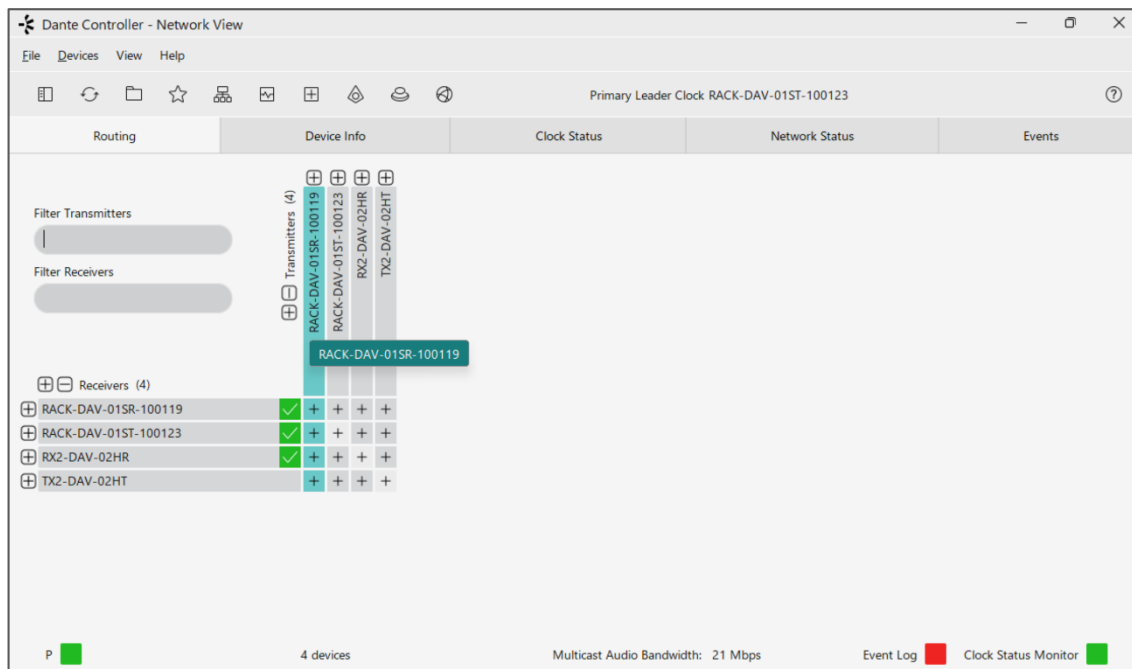 Dante Controller - Network View
File Devices View Help
Primary Leader Clock RACK-DAV-01ST-100123
Routing Device Info Clock Status Network Status Events
Filter Transmitters
Filter Receivers
Transmitters (4)
RACK-DAV-01SR-100119
RACK-DAV-01ST-100123
RX2-DAV-02HR
TX2-DAV-02HT
RACK-DAV-01SR-100119
Receivers (4)
RACK-DAV-01SR-100119
RACK-DAV-01ST-100123
RX2-DAV-02HR
TX2-DAV-02HT
P 4 devices Multicast Audio Bandwidth: 21 Mbps Event Log Clock Status Monitor